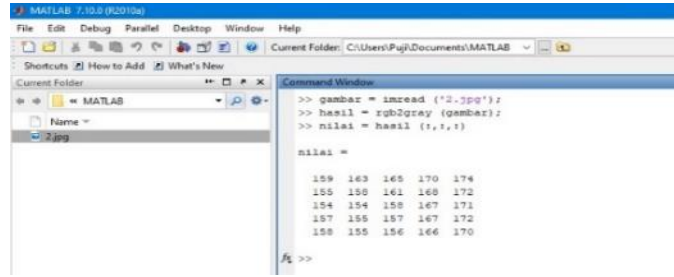 MATLAB 7.10.0 (R2010a)
File Edit Debug Parallel Desktop Window Help
Current Folder: C:\Users\Puji\Documents\MATLAB
Shortcuts How to Add What's New
Current Folder
Command Window
« MATLAB
Name
2.jpg
>> gambar = imread ('2.jpg');
>> hasil = rgb2gray (gambar);
>> nilai = hasil (:,:,:)
nilai =
159 163 165 170 174
155 158 161 168 172
154 154 158 167 171
157 155 157 167 172
158 155 156 166 170
fx >>